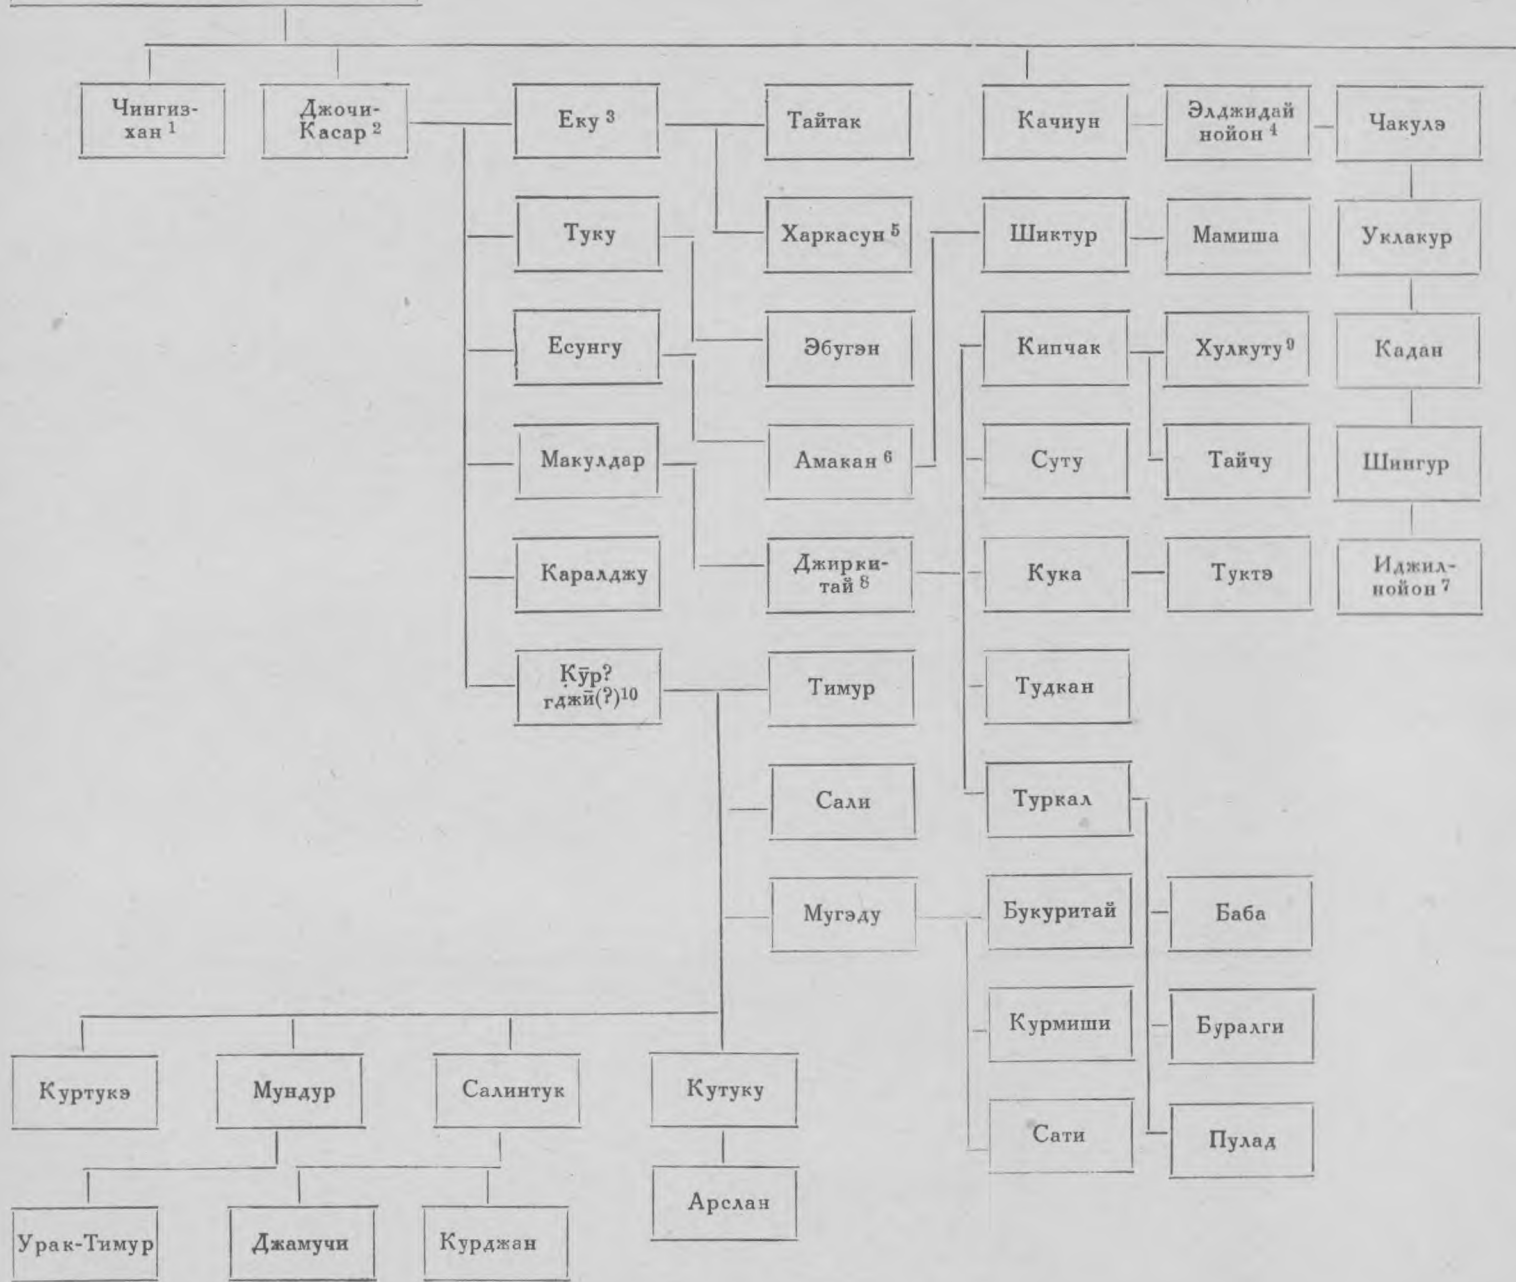 Чингиз-
хан 1
Джочи-
Касар 2
Еку 3
Тайтак
Качиун
Элджидай
нойон 4
Чакулэ
Туку
Харкасун 5
Шиктур
Мамиша
Уклакур
Есунгу
Эбугэн
Кипчак
Хулкуту 9
Кадан
Макулдар
Амакан 6
Суту
Тайчу
Шингур
Каралджу
Джирки-
тай 8
Кука
Туктэ
Иджил-
нойон 7
Ḳӯр?
гджӣ(?)10
Тимур
Тудкан
Сали
Туркал
Мугэду
Букуритай
Баба
Курмиши
Буралги
Куртукэ
Мундур
Салинтук
Кутуку
Сати
Пулад
Урак-Тимур
Джамучи
Курджан
Арслан